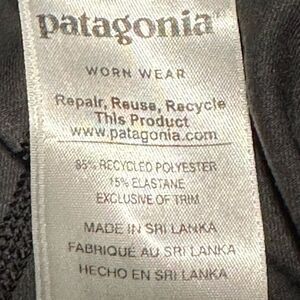 patagonia
WORN WEAR
Repair, Reuse, Recycle
This Product
www.patagonia.com
85% RECYCLED POLYESTER
15% ELASTANE
EXCLUSIVE OF TRIM
MADE IN SRI LANKA
FABRIQUÉ AU SRI LANKA
HECHO EN SRI LANKA